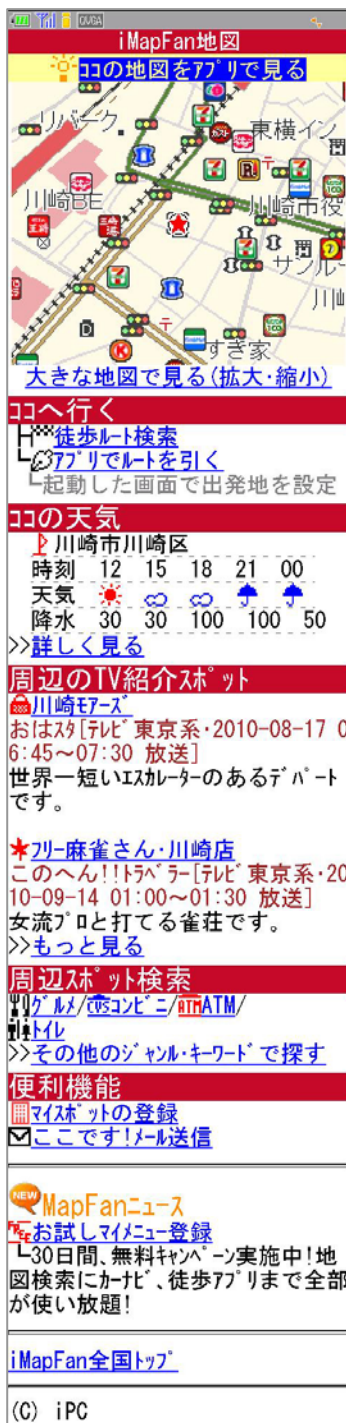 QVGA
iMapFan地図
ｺｺの地図をｱﾌﾟﾘで見る
リバーク
東横イン
川崎BE
川崎市役
サンルー
川崎
すき家
大きな地図で見る(拡大･縮小)
ｺｺへ行く
徒歩ﾙｰﾄ検索
ｱﾌﾟﾘでﾙｰﾄを引く
起動した画面で出発地を設定
ｺｺの天気
川崎市川崎区
時刻 12 15 18 21 00
天気
降水 30 30 100 100 50
>>詳しく見る
周辺のTV紹介ｽﾎﾟｯﾄ
川崎ﾓｱｰｽﾞ
おはｽﾀ[ﾃﾚﾋﾞ東京系･2010-08-17 0
6:45～07:30 放送]
世界一短いｴｽｶﾚｰﾀｰのあるﾃﾞﾊﾟｰﾄ
です。
ﾌﾘｰ麻雀さん･川崎店
このへん!!ﾄﾗﾍﾞﾗｰ[ﾃﾚﾋﾞ東京系･20
10-09-14 01:00～01:30 放送]
女流ﾌﾟﾛと打てる雀荘です。
>>もっと見る
周辺ｽﾎﾟｯﾄ検索
ｸﾞﾙﾒ/CVSｺﾝﾋﾞﾆ/ATMATM/
ﾄｲﾚ
>>その他のｼﾞｬﾝﾙ･ｷｰﾜｰﾄﾞで探す
便利機能
ﾏｲｽﾎﾟｯﾄの登録
ここです!ﾒｰﾙ送信
NEW MapFanﾆｭｰｽ
FREEお試しﾏｲﾒﾆｭｰ登録
30日間､無料ｷｬﾝﾍﾟｰﾝ実施中!地
図検索にｶｰﾅﾋﾞ､徒歩ｱﾌﾟﾘまで全部
が使い放題!
iMapFan全国ﾄｯﾌﾟ
(C) iPC